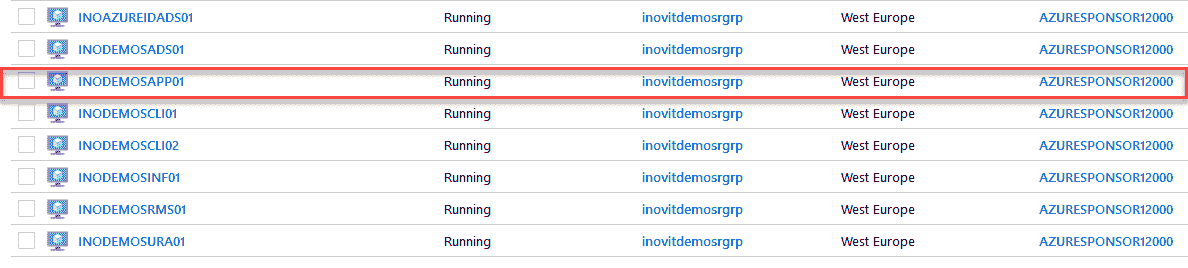 INOAZUREIDADS01 Running inovitdemosrgrp West Europe AZURESPONSOR12000
INODEMOSADS01 Running inovitdemosrgrp West Europe AZURESPONSOR12000
INODEMOSAPP01 Running inovitdemosrgrp West Europe AZURESPONSOR12000
INODEMOSCLI01 Running inovitdemosrgrp West Europe AZURESPONSOR12000
INODEMOSCLI02 Running inovitdemosrgrp West Europe AZURESPONSOR12000
INODEMOSINF01 Running inovitdemosrgrp West Europe AZURESPONSOR12000
INODEMOSRMS01 Running inovitdemosrgrp West Europe AZURESPONSOR12000
INODEMOSURA01 Running inovitdemosrgrp West Europe AZURESPONSOR12000